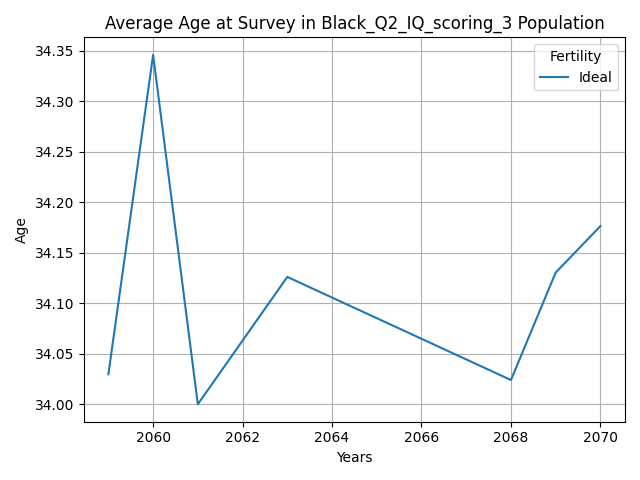 Average Age at Survey in Black_Q2_IQ_scoring_3 Population
Fertility
Ideal
34.35
34.30
34.25
34.20
34.15
34.10
34.05
34.00
Age
2060 2062 2064 2066 2068 2070
Years